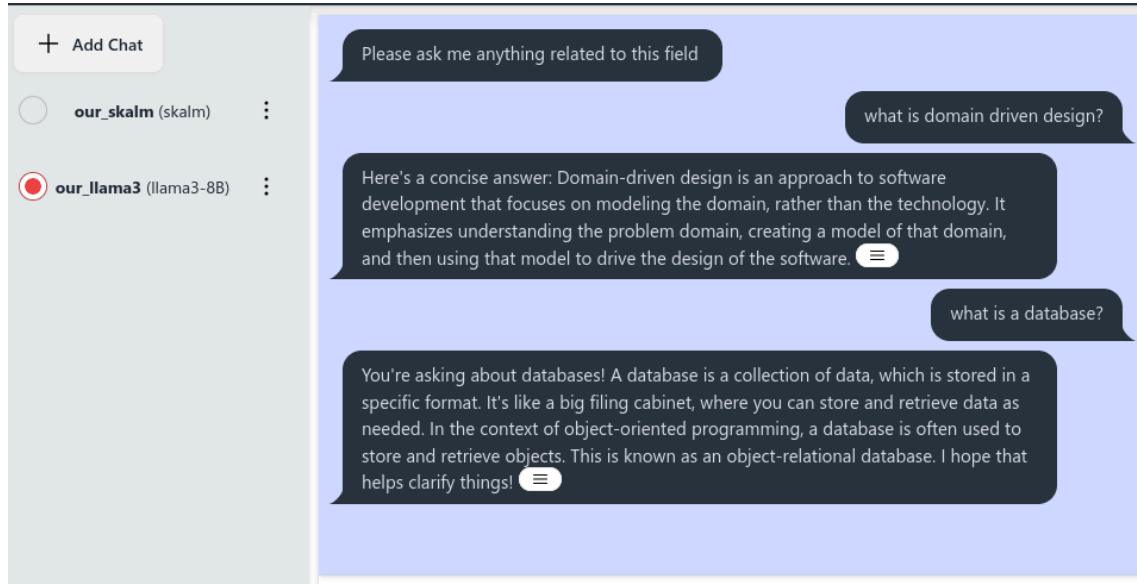 Add Chat
our_skalm (skalm)
our_llama3 (llama3-8B)
Please ask me anything related to this field
what is domain driven design?
Here's a concise answer: Domain-driven design is an approach to software
development that focuses on modeling the domain, rather than the technology. It
emphasizes understanding the problem domain, creating a model of that domain,
and then using that model to drive the design of the software.
what is a database?
You're asking about databases! A database is a collection of data, which is stored in a
specific format. It's like a big filing cabinet, where you can store and retrieve data as
needed. In the context of object-oriented programming, a database is often used to
store and retrieve objects. This is known as an object-relational database. I hope that
helps clarify things!